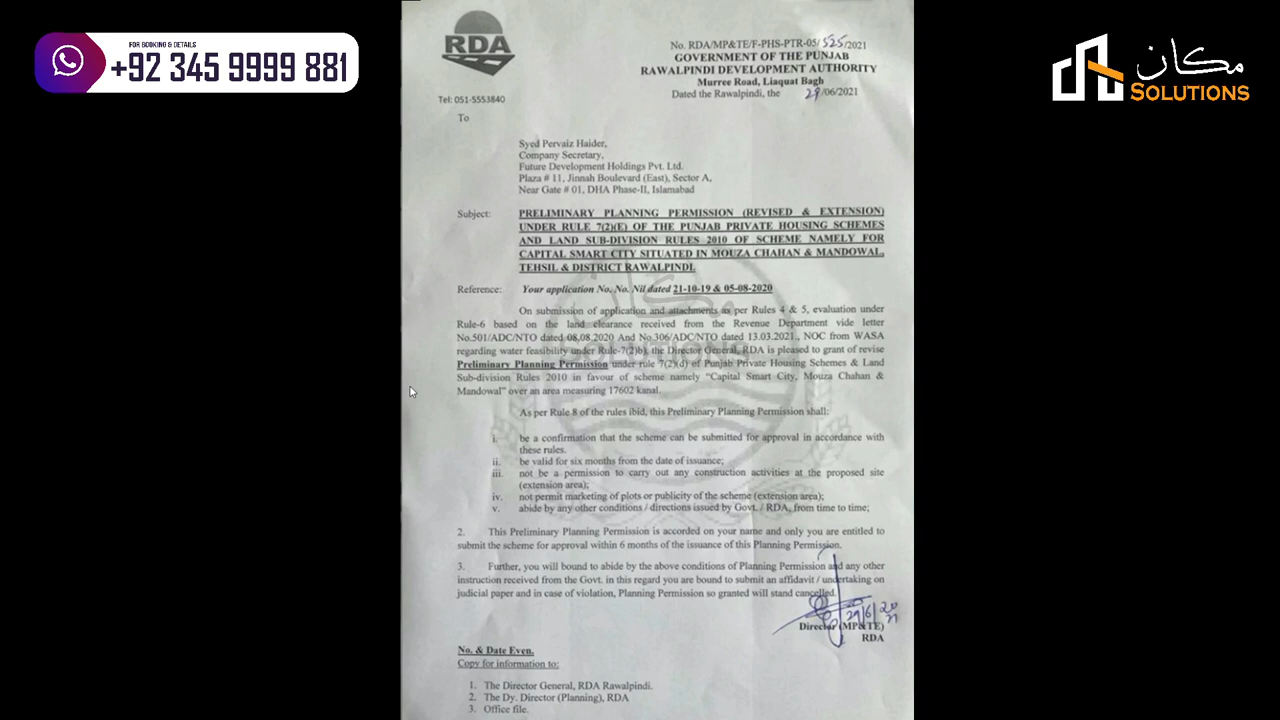 FOR BOOKING & DETAILS
+92 345 9999 881
مكان
SOLUTIONS
RDA
Tel: 051-5553840
No. RDA/MP&TE/F-PHS-PTR-05/525/2021
GOVERNMENT OF THE PUNJAB
RAWALPINDI DEVELOPMENT AUTHORITY
Murree Road, Liaquat Bagh
Dated the Rawalpindi, the 29/06/2021
To
Syed Pervaiz Haider,
Company Secretary,
Future Development Holdings Pvt. Ltd.
Plaza # 11, Jinnah Boulevard (East), Sector A,
Near Gate # 01, DHA Phase-II, Islamabad
Subject: PRELIMINARY PLANNING PERMISSION (REVISED & EXTENSION)
UNDER RULE 7(2)(E) OF THE PUNJAB PRIVATE HOUSING SCHEMES
AND LAND SUB-DIVISION RULES 2010 OF SCHEME NAMELY FOR
CAPITAL SMART CITY SITUATED IN MOUZA CHAHAN & MANDOWAL,
TEHSIL & DISTRICT RAWALPINDI.
Reference: Your application No. No. Nil dated 21-10-19 & 05-08-2020
On submission of application and attachments as per Rules 4 & 5, evaluation under
Rule-6 based on the land clearance received from the Revenue Department vide letter
No.501/ADC/NTO dated 08.08.2020 And No.306/ADC/NTO dated 13.03.2021., NOC from WASA
regarding water feasibility under Rule-7(2)b), the Director General, RDA is pleased to grant of revise
Preliminary Planning Permission under rule 7(2)(d) of Punjab Private Housing Schemes & Land
Sub-division Rules 2010 in favour of scheme namely “Capital Smart City, Mouza Chahan &
Mandowal” over an area measuring 17602 kanal.
As per Rule 8 of the rules ibid, this Preliminary Planning Permission shall:
i. be a confirmation that the scheme can be submitted for approval in accordance with
these rules.
ii. be valid for six months from the date of issuance;
iii. not be a permission to carry out any construction activities at the proposed site
(extension area);
iv. not permit marketing of plots or publicity of the scheme (extension area);
v. abide by any other conditions / directions issued by Govt. / RDA, from time to time;
2. This Preliminary Planning Permission is accorded on your name and only you are entitled to
submit the scheme for approval within 6 months of the issuance of this Planning Permission.
3. Further, you will bound to abide by the above conditions of Planning Permission and any other
instruction received from the Govt. in this regard you are bound to submit an affidavit / undertaking on
judicial paper and in case of violation, Planning Permission so granted will stand cancelled.
29/6/2021
Director (MP&TE)
RDA
No. & Date Even.
Copy for information to;
1. The Director General, RDA Rawalpindi.
2. The Dy. Director (Planning), RDA
3. Office file.
مكان
SOLUTIONS